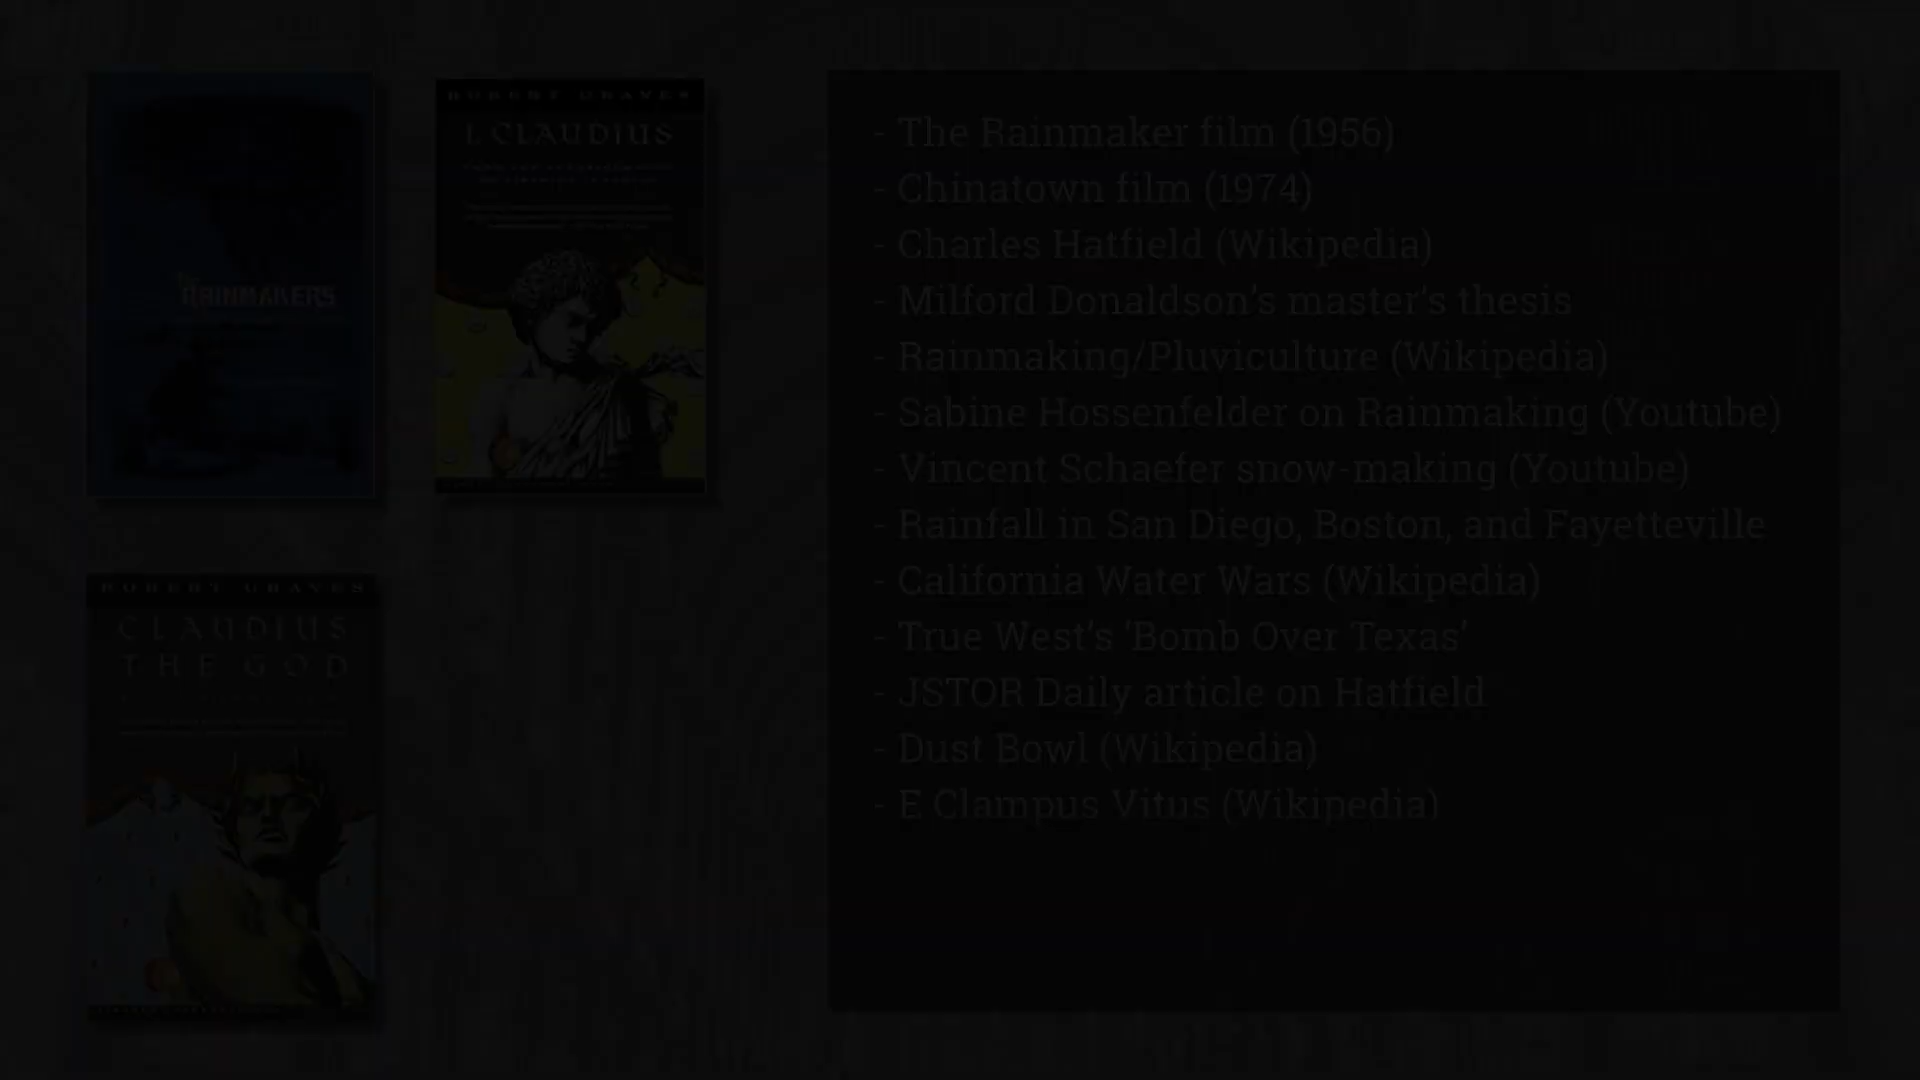 RAINMAKERS
ROBERT GRAVES
I, CLAUDIUS
ROBERT GRAVES
CLAUDIUS
THE GOD
- The Rainmaker film (1956)
- Chinatown film (1974)
- Charles Hatfield (Wikipedia)
- Milford Donaldson's master's thesis
- Rainmaking/Pluviculture (Wikipedia)
- Sabine Hossenfelder on Rainmaking (Youtube)
- Vincent Schaefer snow-making (Youtube)
- Rainfall in San Diego, Boston, and Fayetteville
- California Water Wars (Wikipedia)
- True West's 'Bomb Over Texas'
- JSTOR Daily article on Hatfield
- Dust Bowl (Wikipedia)
- E Clampus Vitus (Wikipedia)